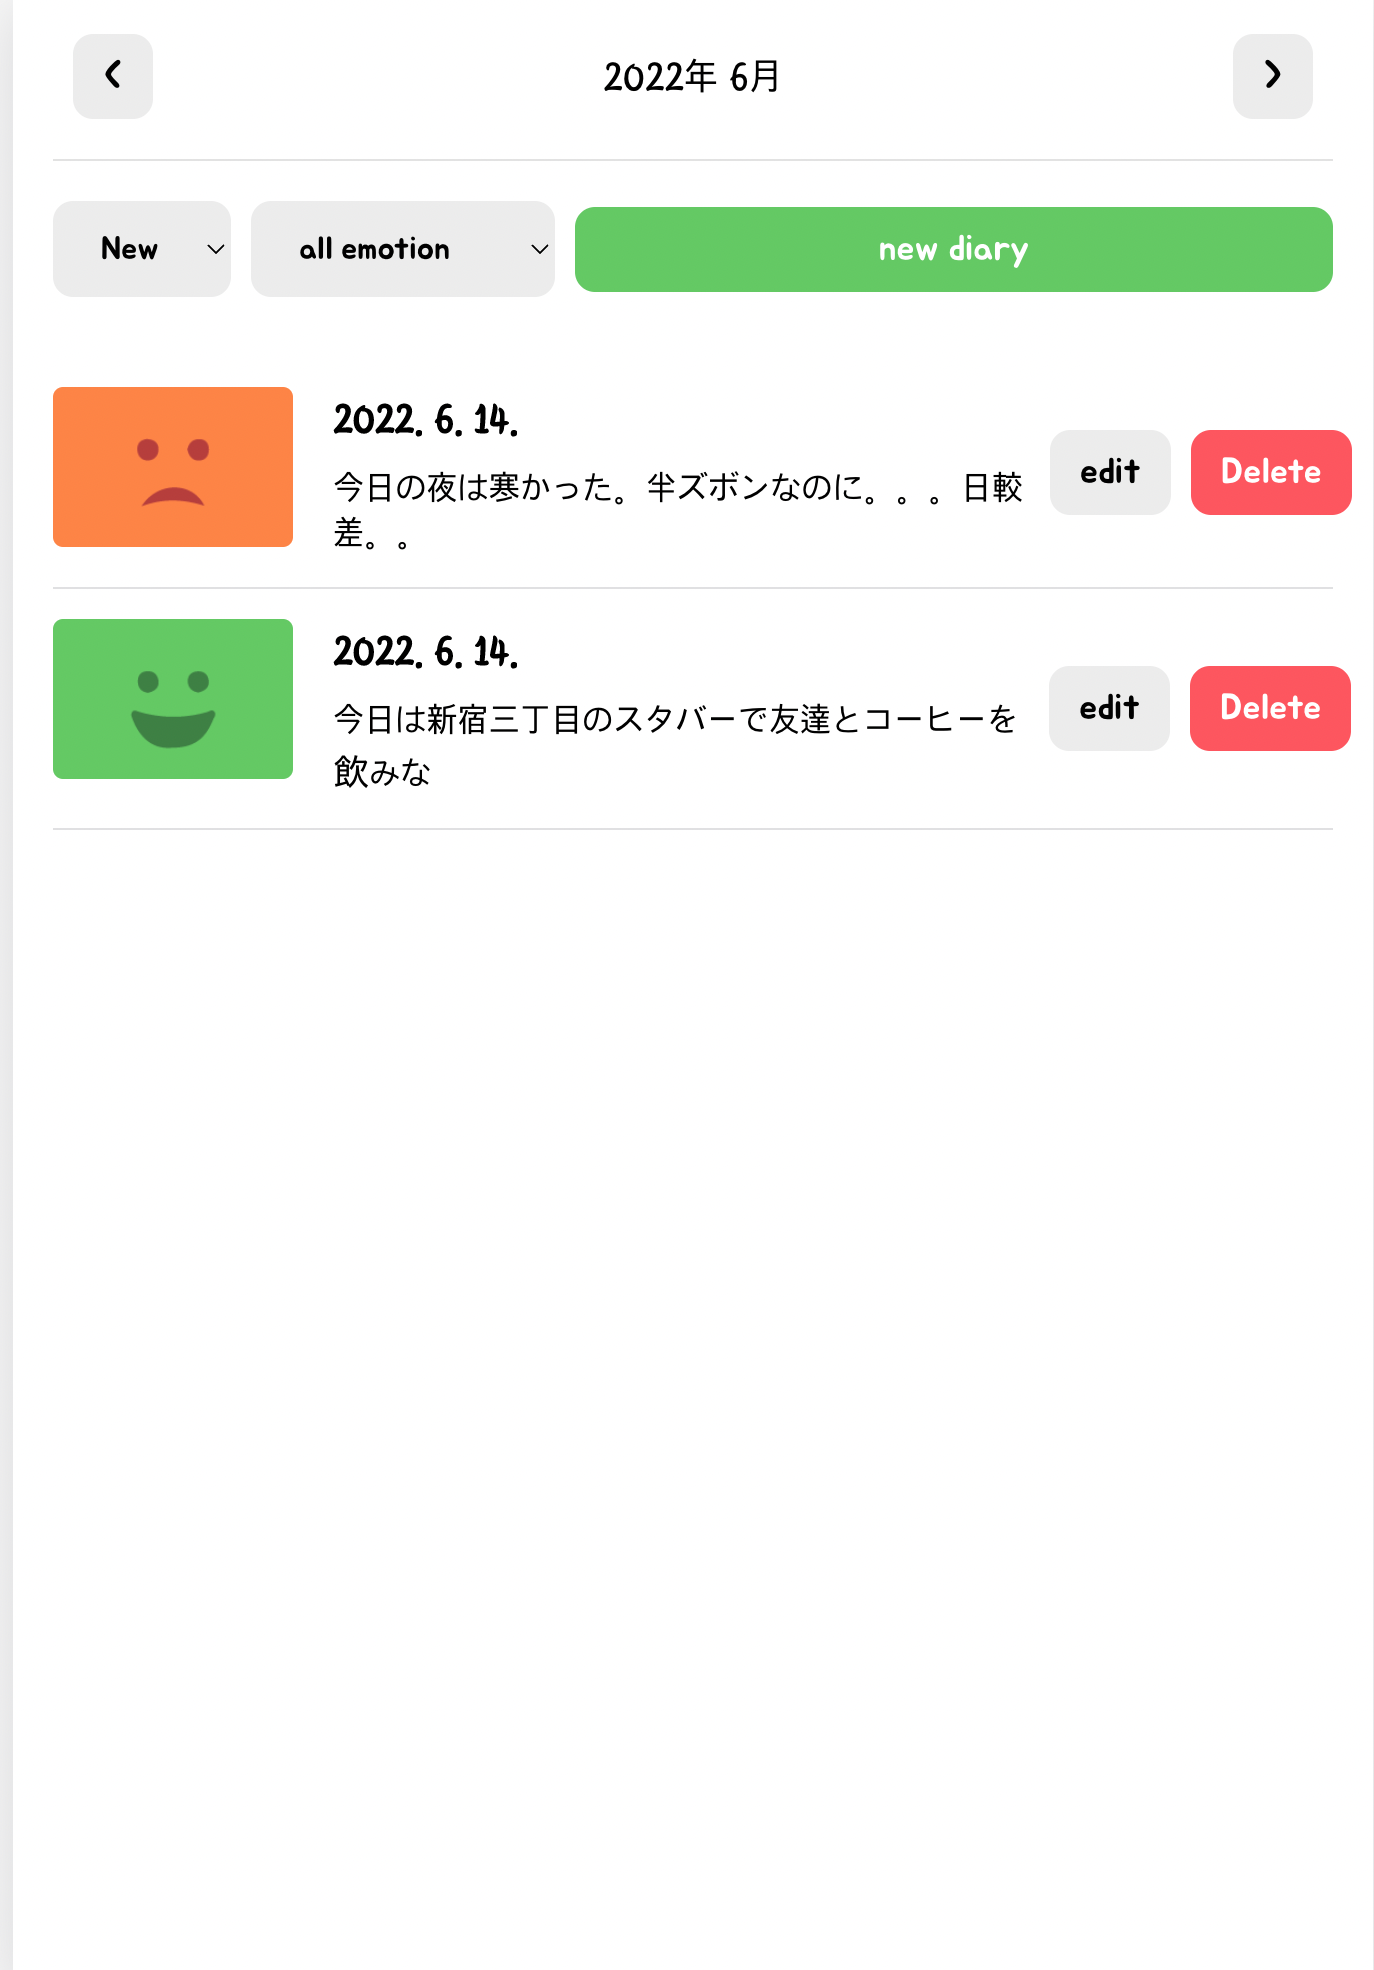 2022年 6月
New
all emotion
new diary
2022. 6. 14.
今日の夜は寒かった。半ズボンなのに。。。日較
差。。
edit
Delete
2022. 6. 14.
今日は新宿三丁目のスタバーで友達とコーヒーを
飲みな
edit
Delete